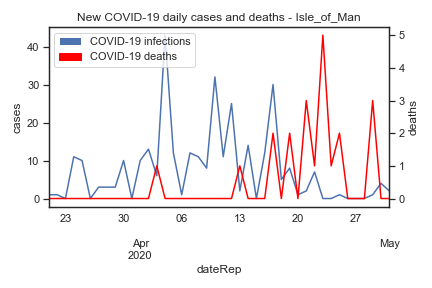 New COVID-19 daily cases and deaths - Isle_of_Man
COVID-19 infections
COVID-19 deaths
cases
40
30
20
10
0
deaths
5
4
3
2
1
0
23 30 06 13 20 27
Apr May
2020
dateRep